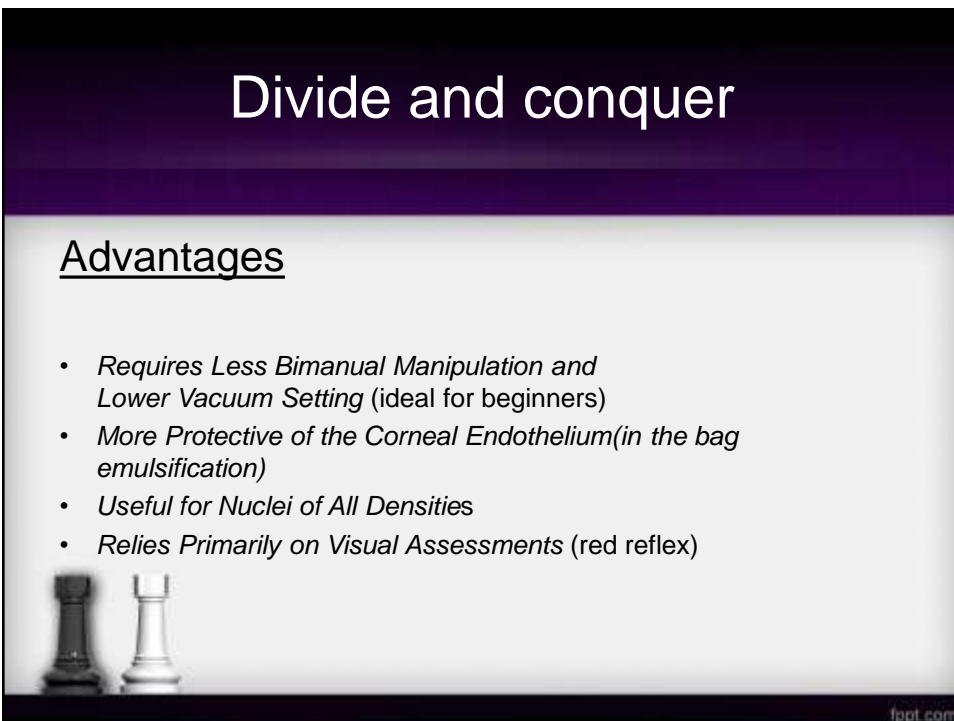 Divide and conquer
Advantages
• Requires Less Bimanual Manipulation and
Lower Vacuum Setting (ideal for beginners)
• More Protective of the Corneal Endothelium(in the bag
emulsification)
• Useful for Nuclei of All Densities
• Relies Primarily on Visual Assessments (red reflex)
fppt.com